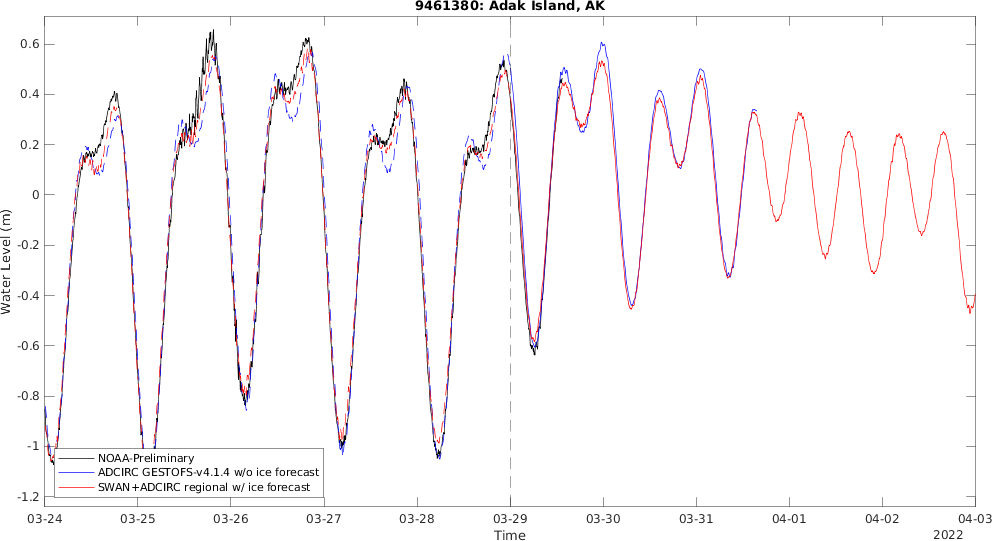 9461380: Adak Island, AK
0.6
0.4
0.2
0
-0.2
-0.4
-0.6
-0.8
-1
-1.2
Water Level (m)
NOAA-Preliminary
ADCIRC GESTOFS-v4.1.4 w/o ice forecast
SWAN+ADCIRC regional w/ ice forecast
03-24 03-25 03-26 03-27 03-28 03-29 03-30 03-31 04-01 04-02 04-03
Time
2022